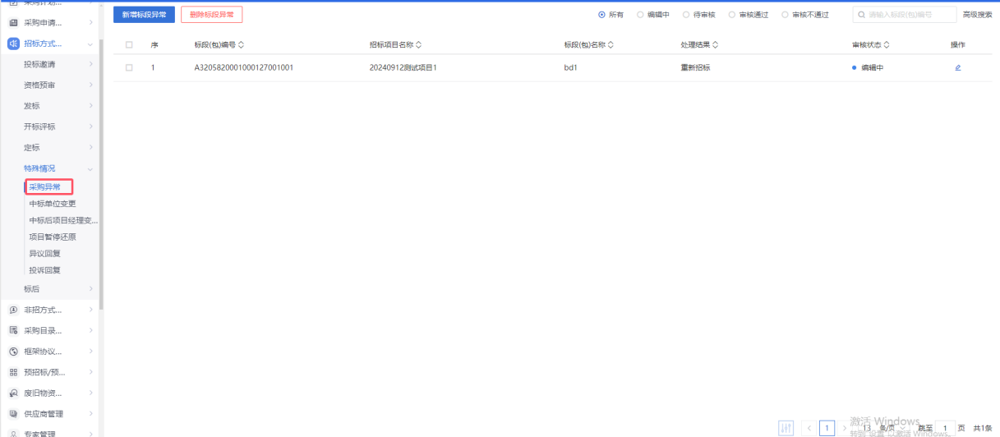 新增标段异常
删除标段异常
所有
编辑中
待审核
审核通过
审核不通过
请输入标段(包)编号
高级搜索
序
标段(包)编号
招标项目名称
标段(包)名称
处理结果
审核状态
操作
1
A3205820001000127001001
20240912测试项目1
bd1
重新招标
编辑中
采购申请...
招标方式...
投标邀请
资格预审
发标
开标评标
定标
特殊情况
采购异常
中标单位变更
中标后项目经理变...
项目暂停还原
异议回复
投诉回复
标后
非招方式...
采购目录...
框架协议...
预招标/预...
废旧物资...
供应商管理
专家管理
激活 Windows
转到"设置"以激活 Windows。
1
13 条/页
跳至
1
页
共1条